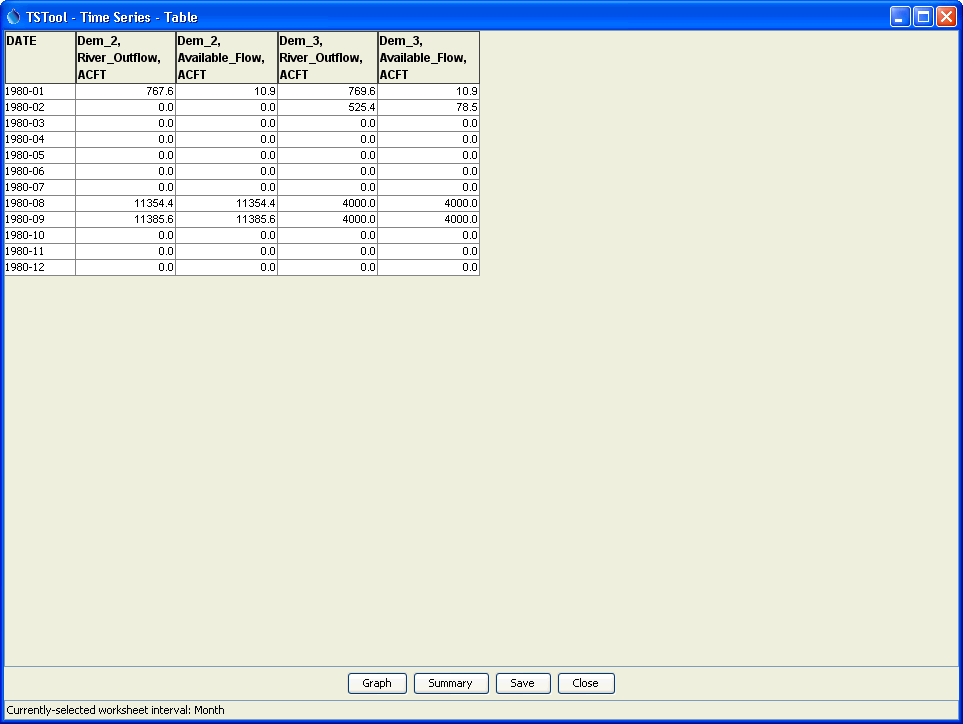 TSTool - Time Series - Table
DATE Dem_2, Dem_2, Dem_3, Dem_3,
River_Outflow, Available_Flow, River_Outflow, Available_Flow,
ACFT ACFT ACFT ACFT
1980-01 767.6 10.9 769.6 10.9
1980-02 0.0 0.0 525.4 78.5
1980-03 0.0 0.0 0.0 0.0
1980-04 0.0 0.0 0.0 0.0
1980-05 0.0 0.0 0.0 0.0
1980-06 0.0 0.0 0.0 0.0
1980-07 0.0 0.0 0.0 0.0
1980-08 11354.4 11354.4 4000.0 4000.0
1980-09 11385.6 11385.6 4000.0 4000.0
1980-10 0.0 0.0 0.0 0.0
1980-11 0.0 0.0 0.0 0.0
1980-12 0.0 0.0 0.0 0.0
Graph Summary Save Close
Currently-selected worksheet interval: Month